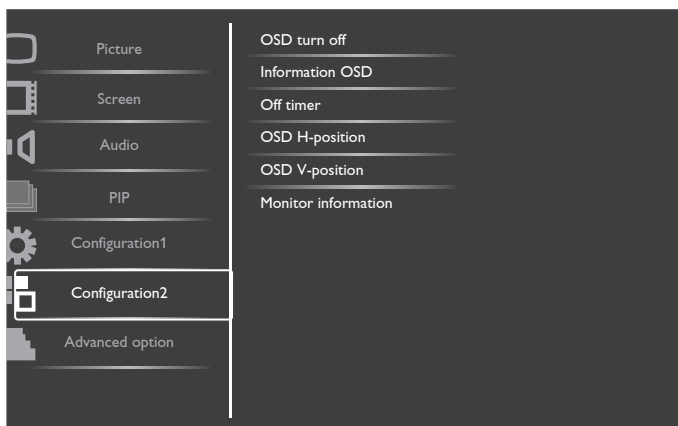 Picture
Screen
Audio
PIP
Configuration1
Configuration2
Advanced option
OSD turn off
Information OSD
Off timer
OSD H-position
OSD V-position
Monitor information